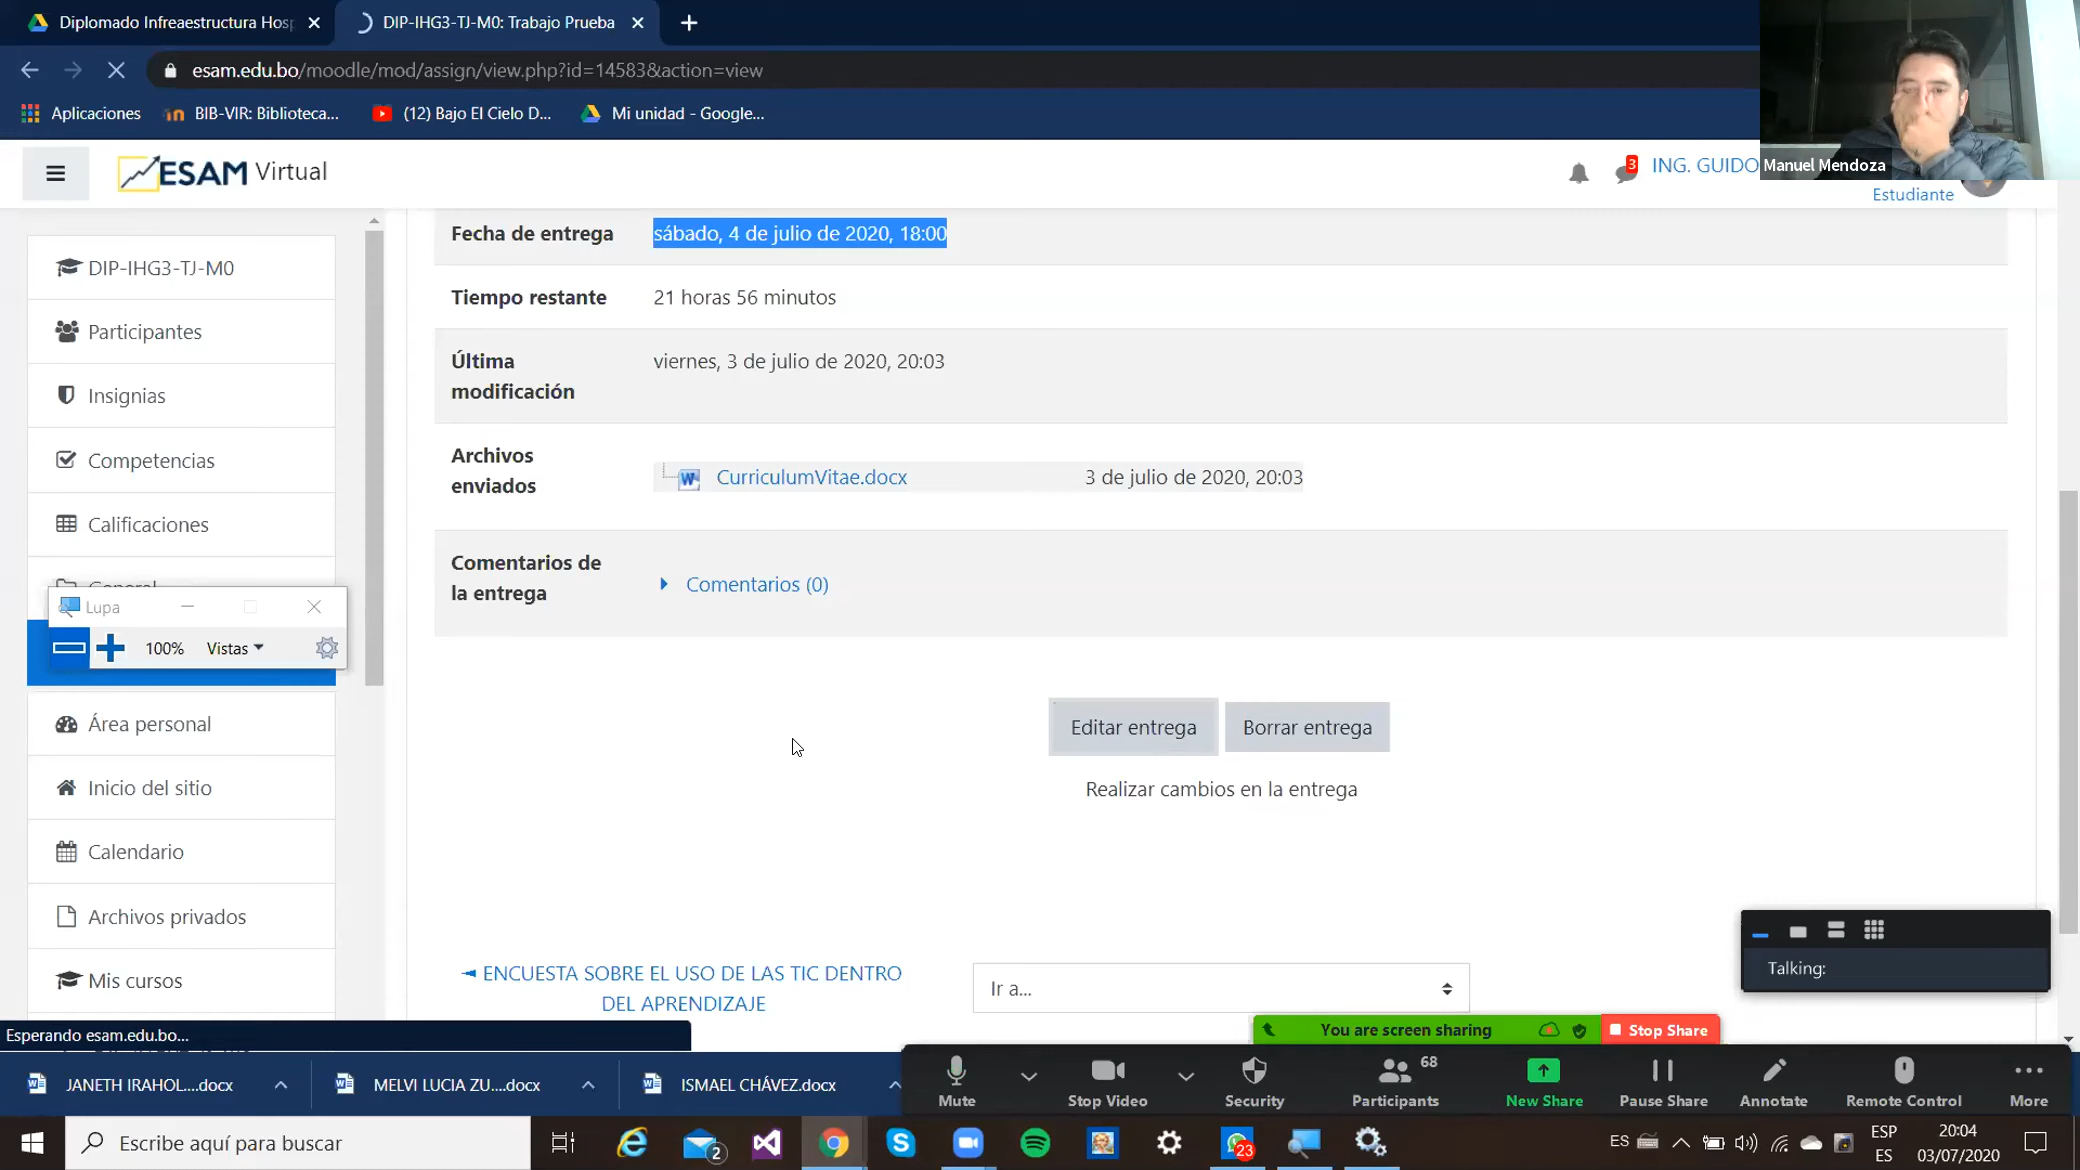 Diplomado Infreaestructura Hosp
DIP-IHG3-TJ-M0: Trabajo Prueba
esam.edu.bo/moodle/mod/assign/view.php?id=14583&action=view
Aplicaciones
BIB-VIR: Biblioteca...
(12) Bajo El Cielo D...
Mi unidad - Google...
Manuel Mendoza
ESAM Virtual
3
ING. GUIDO
Estudiante
DIP-IHG3-TJ-M0
Participantes
Insignias
Competencias
Calificaciones
General
Lupa
100%
Vistas
Área personal
Inicio del sitio
Calendario
Archivos privados
Mis cursos
Fecha de entrega
sábado, 4 de julio de 2020, 18:00
Tiempo restante
21 horas 56 minutos
Última
modificación
viernes, 3 de julio de 2020, 20:03
Archivos
enviados
CurriculumVitae.docx
3 de julio de 2020, 20:03
Comentarios de
la entrega
Comentarios (0)
Editar entrega
Borrar entrega
Realizar cambios en la entrega
◄ ENCUESTA SOBRE EL USO DE LAS TIC DENTRO
DEL APRENDIZAJE
Ir a...
Talking:
Esperando esam.edu.bo...
You are screen sharing
Stop Share
JANETH IRAHOL....docx
MELVI LUCIA ZU....docx
ISMAEL CHÁVEZ.docx
Mute
Stop Video
Security
Participants
68
New Share
Pause Share
Annotate
Remote Control
More
Escribe aquí para buscar
2
23
ES
ESP
ES
20:04
03/07/2020